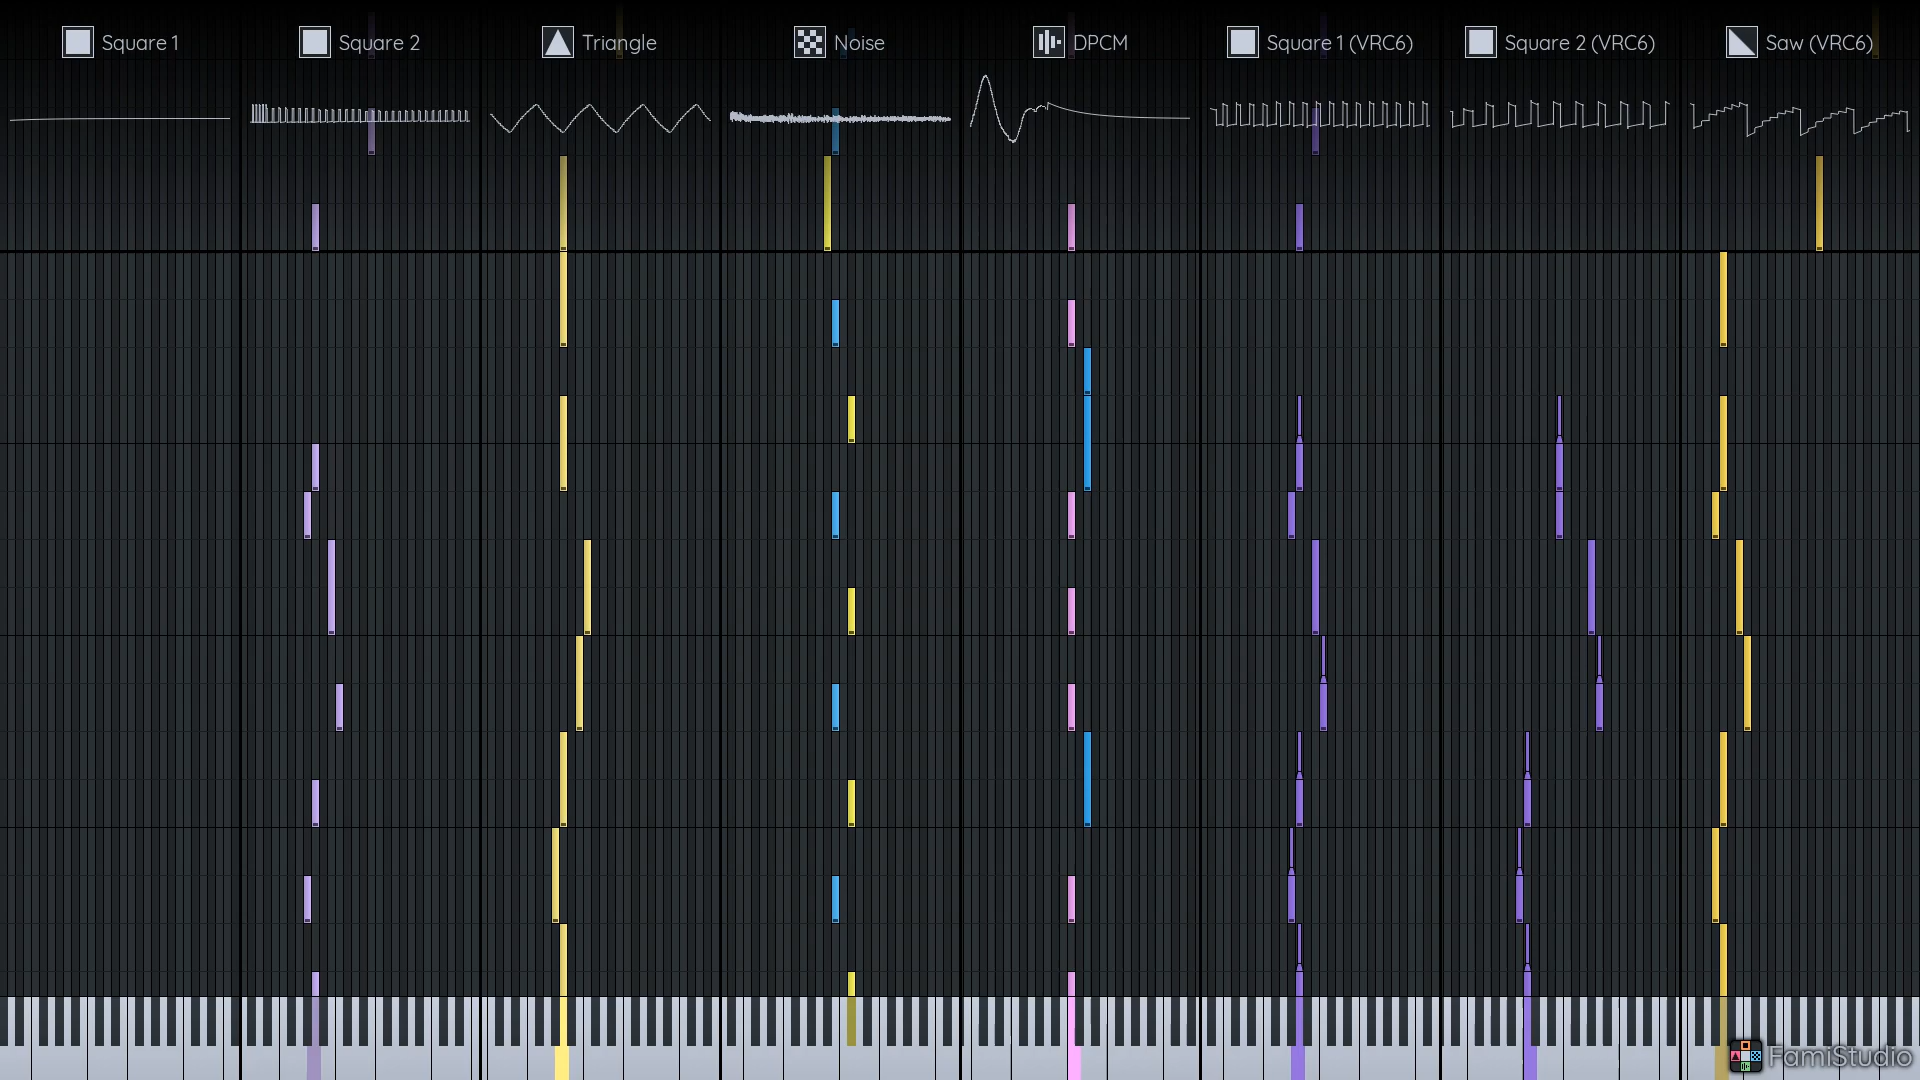 Square 1
Square 2
Triangle
Noise
DPCM
Square 1 (VRC6)
Square 2 (VRC6)
Saw (VRC6)
FamiStudio